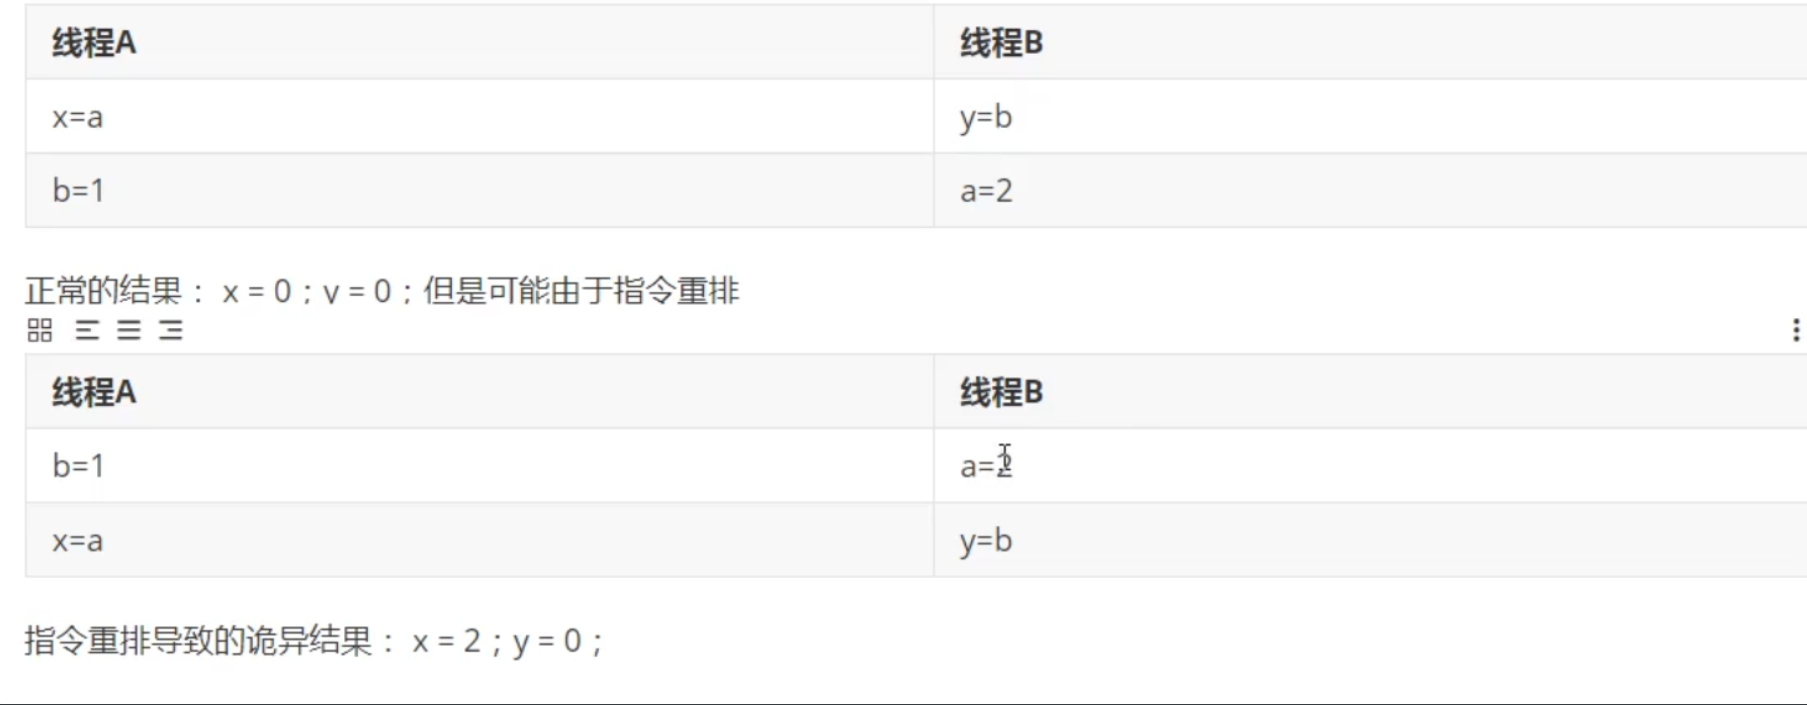 线程A 线程B
x=a y=b
b=1 a=2
正常的结果： x = 0；y = 0；但是可能由于指令重排
线程A 线程B
b=1 a=2
x=a y=b
指令重排导致的诡异结果： x = 2；y = 0；